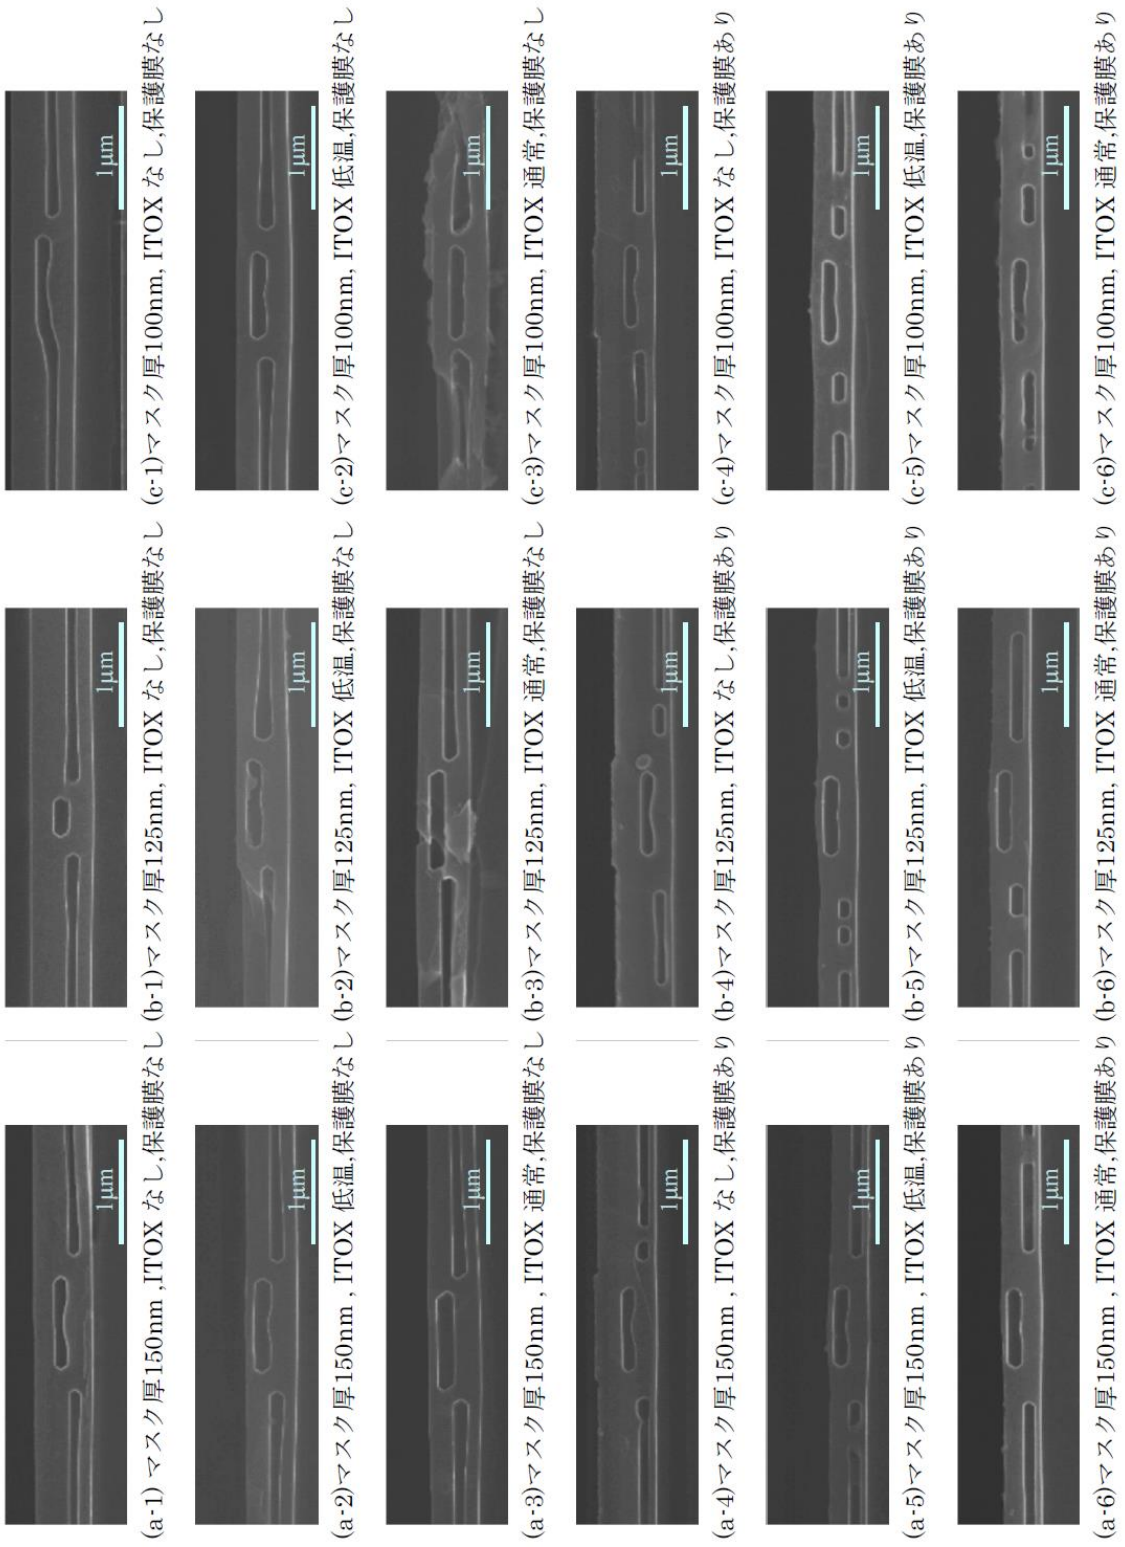 1μm 1μm 1μm
(a-1) マスク厚150nm ,ITOX なし,保護膜なし (b-1)マスク厚125nm, ITOX なし,保護膜なし (c-1)マスク厚100nm, ITOX なし,保護膜なし
1μm 1μm 1μm
(a-2)マスク厚150nm , ITOX 低温,保護膜なし (b-2)マスク厚125nm, ITOX 低温,保護膜なし (c-2)マスク厚100nm, ITOX 低温,保護膜なし
1μm 1μm 1μm
(a-3)マスク厚150nm , ITOX 通常,保護膜なし (b-3)マスク厚125nm, ITOX 通常,保護膜なし (c-3)マスク厚100nm, ITOX 通常,保護膜なし
1μm 1μm 1μm
(a-4)マスク厚150nm , ITOX なし,保護膜あり (b-4)マスク厚125nm, ITOX なし,保護膜あり (c-4)マスク厚100nm, ITOX なし,保護膜あり
1μm 1μm 1μm
(a-5)マスク厚150nm , ITOX 低温,保護膜あり (b-5)マスク厚125nm, ITOX 低温,保護膜あり (c-5)マスク厚100nm, ITOX 低温,保護膜あり
1μm 1μm 1μm
(a-6)マスク厚150nm , ITOX 通常,保護膜あり (b-6)マスク厚125nm, ITOX 通常,保護膜あり (c-6)マスク厚100nm, ITOX 通常,保護膜あり